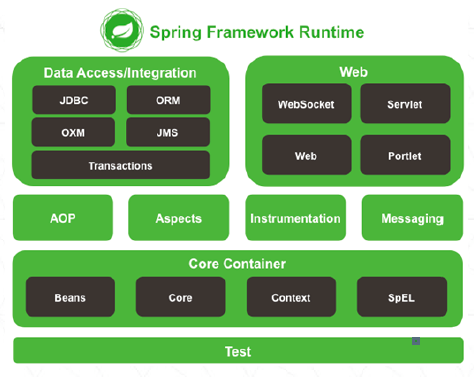 Spring Framework Runtime
Data Access/Integration
JDBC
ORM
OXM
JMS
Transactions
Web
WebSocket
Servlet
Web
Portlet
AOP
Aspects
Instrumentation
Messaging
Core Container
Beans
Core
Context
SpEL
Test